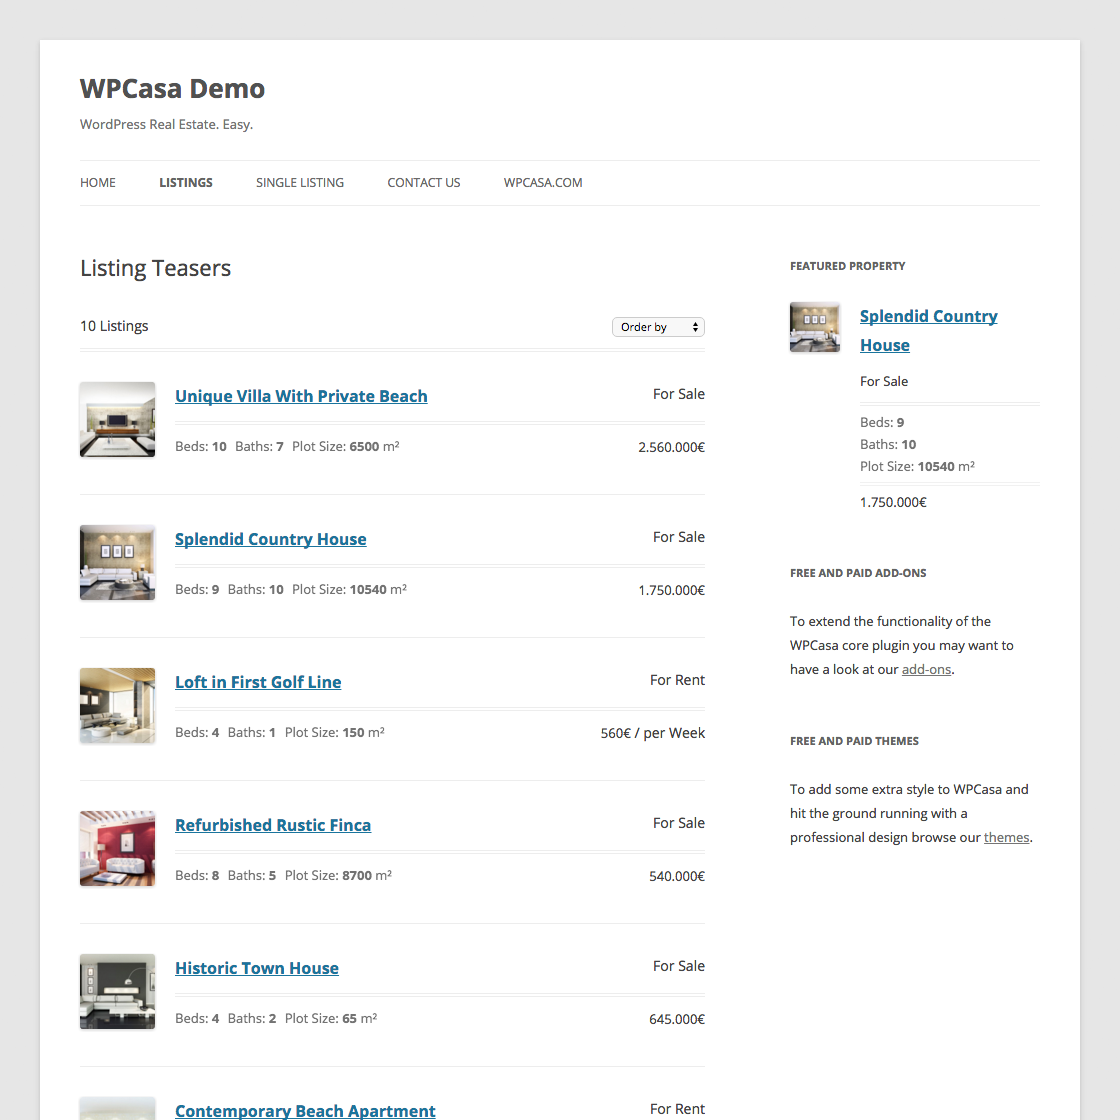 WPCasa Demo
WordPress Real Estate. Easy.
HOME LISTINGS SINGLE LISTING CONTACT US WPCASA.COM
Listing Teasers
10 Listings
Order by
Unique Villa With Private Beach
For Sale
Beds: 10 Baths: 7 Plot Size: 6500 m²
2.560.000€
Splendid Country House
For Sale
Beds: 9 Baths: 10 Plot Size: 10540 m²
1.750.000€
Loft in First Golf Line
For Rent
Beds: 4 Baths: 1 Plot Size: 150 m²
560€ / per Week
Refurbished Rustic Finca
For Sale
Beds: 8 Baths: 5 Plot Size: 8700 m²
540.000€
Historic Town House
For Sale
Beds: 4 Baths: 2 Plot Size: 65 m²
645.000€
Contemporary Beach Apartment
For Rent
FEATURED PROPERTY
Splendid Country
House
For Sale
Beds: 9
Baths: 10
Plot Size: 10540 m²
1.750.000€
FREE AND PAID ADD-ONS
To extend the functionality of the
WPCasa core plugin you may want to
have a look at our add-ons.
FREE AND PAID THEMES
To add some extra style to WPCasa and
hit the ground running with a
professional design browse our themes.